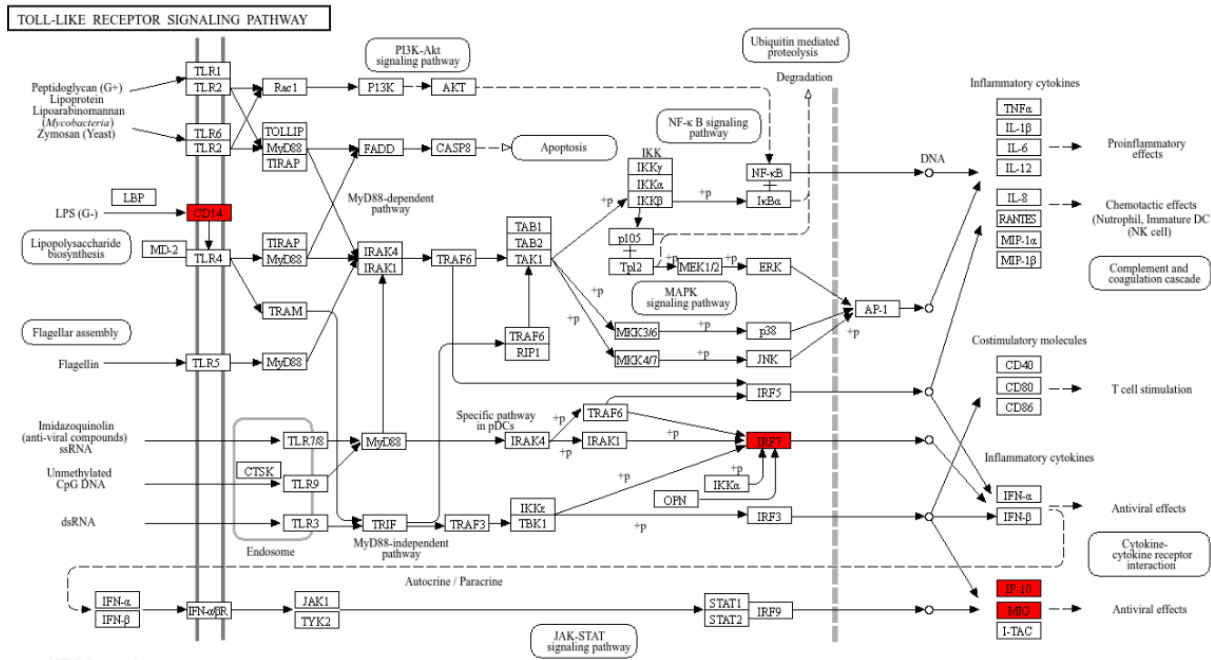 TOLL-LIKE RECEPTOR SIGNALING PATHWAY
PI3K-Akt
signaling pathway
Ubiquitin mediated
proteolysis
Degradation
Inflammatory cytokines
TLR1
TLR2
Rac1
PI3K
AKT
Peptidoglycan (G+)
Lipoprotein
Lipoarabinomannan
(Mycobacteria)
Zymosan (Yeast)
TLR6
TLR2
TOLLIP
MyD88
TIRAP
FADD
CASP8
Apoptosis
NF-κ B signaling
pathway
IKK
IKKγ
IKKα
IKKβ
+p
NF-κB
IκBα
DNA
TNFα
IL-1β
IL-6
IL-12
Proinflammatory
effects
LBP
LPS (G-)
CD14
MyD88-dependent
pathway
+p
p105
Tpl2
+p
MEK1/2
+p
ERK
IL-8
RANTES
MIP-1α
MIP-1β
Chemotactic effects
(Nutrophil, Immature DC
(NK cell)
Lipopolysaccharide
biosynthesis
MD-2
TLR4
TIRAP
MyD88
IRAK4
IRAK1
TRAF6
TAB1
TAB2
TAK1
Complement and
coagulation cascade
MAPK
signaling pathway
TRAM
+p
+p
AP-1
Flagellar assembly
TRAF6
RIP1
MKK3/6
+p
p38
+p
Flagellin
TLR5
MyD88
MKK4/7
+p
JNK
Costimulatory molecules
CD40
CD80
CD86
T cell stimulation
IRF5
Imidazoquinolin
(anti-viral compounds)
ssRNA
TLR7/8
MyD88
Specific pathway
in pDCs
IRAK4
+p
TRAF6
+p
IRAK1
+p
IRF7
Unmethylated
CpG DNA
CTSK
TLR9
+p
+p
IKKα
OPN
Inflammatory cytokines
IFN-α
IFN-β
Antiviral effects
dsRNA
TLR3
TRIF
TRAF3
IKKε
TBK1
+p
IRF3
Endosome
MyD88-independent
pathway
Cytokine-
cytokine receptor
interaction
Autocrine / Paracrine
IFN-α
IFN-β
IFN-αβR
JAK1
TYK2
STAT1
STAT2
IRF9
IP-10
MIG
I-TAC
Antiviral effects
JAK-STAT
signaling pathway